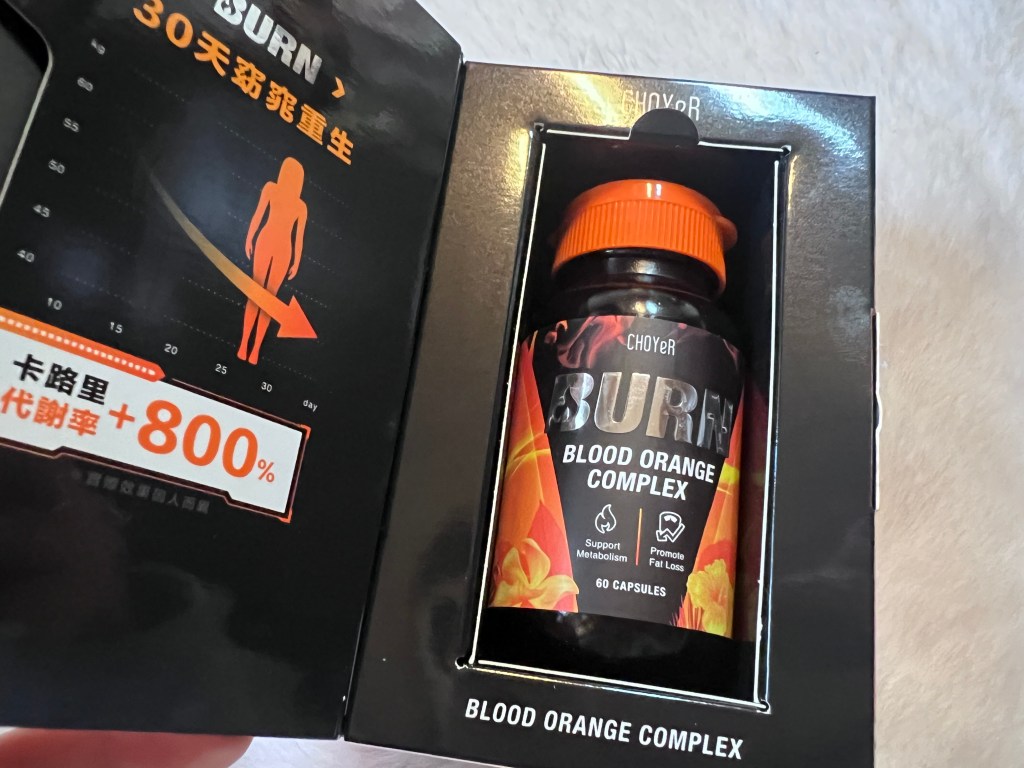 BURN
30天窈窕重生
kg
60
55
50
45
40
10
15
20
25
30
day
卡路里
代謝率 +800%
CHOYeR
CHOYeR
BURN
BLOOD ORANGE
COMPLEX
Support
Metabolism
Promote
Fat Loss
60 CAPSULES
BLOOD ORANGE COMPLEX